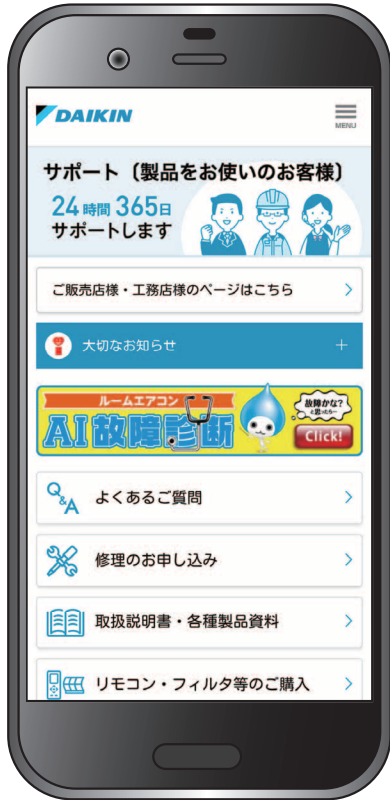 DAIKIN
MENU
サポート〔製品をお使いのお客様〕
24時間365日
サポートします
ご販売店様・工務店様のページはこちら
大切なお知らせ
ルームエアコン
AI故障診断
故障かな?
と思ったら…
Click!
Q&A
よくあるご質問
修理のお申し込み
取扱説明書・各種製品資料
リモコン・フィルタ等のご購入